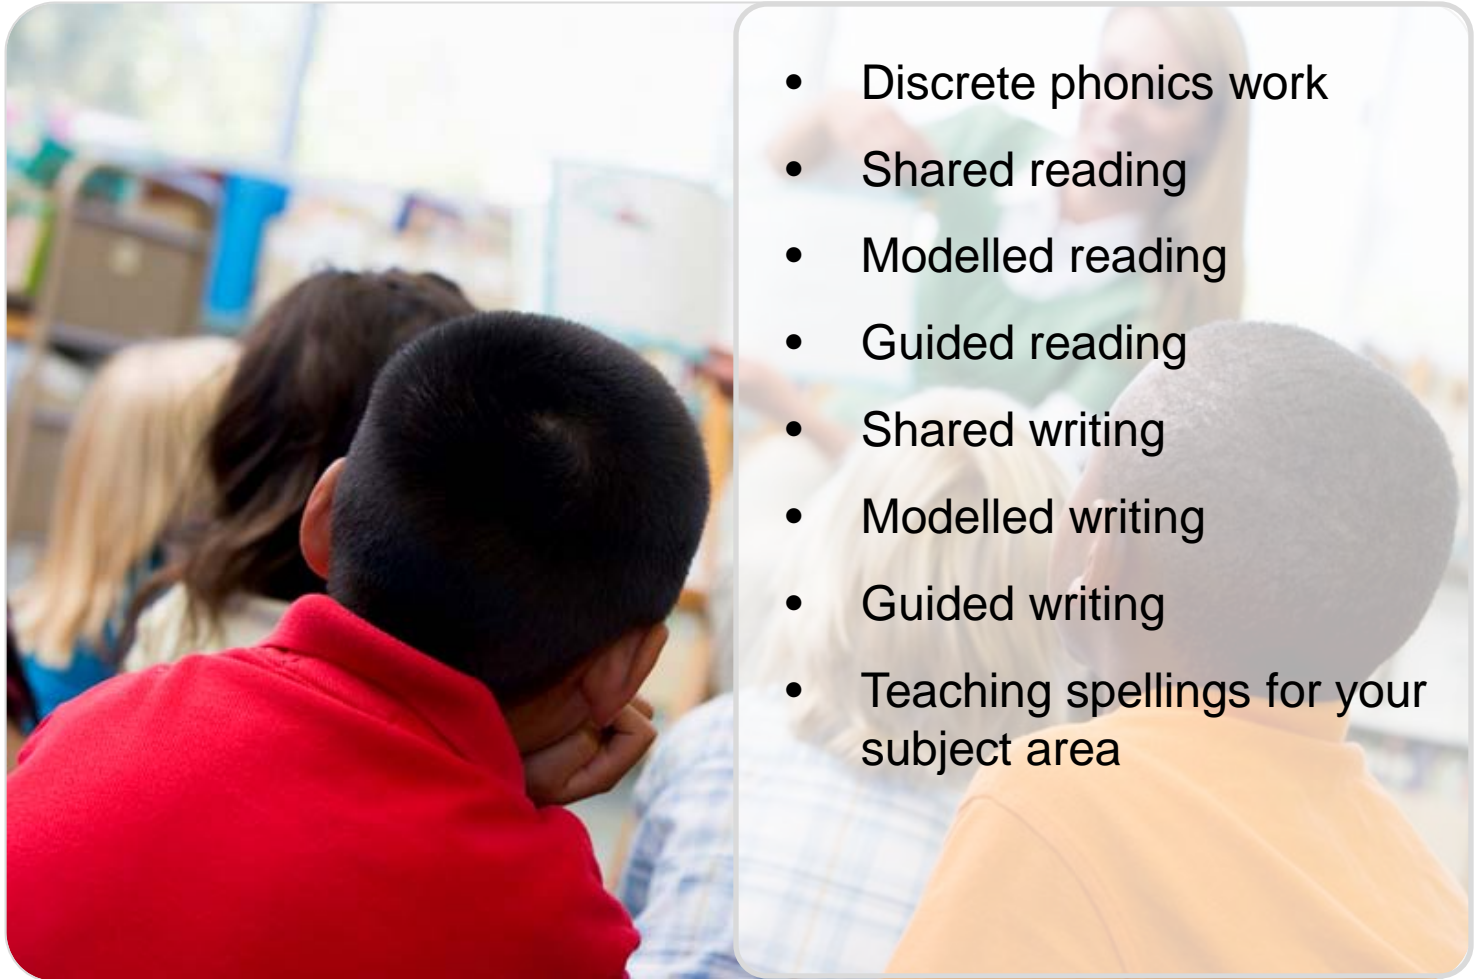 • Discrete phonics work
• Shared reading
• Modelled reading
• Guided reading
• Shared writing
• Modelled writing
• Guided writing
• Teaching spellings for your
subject area